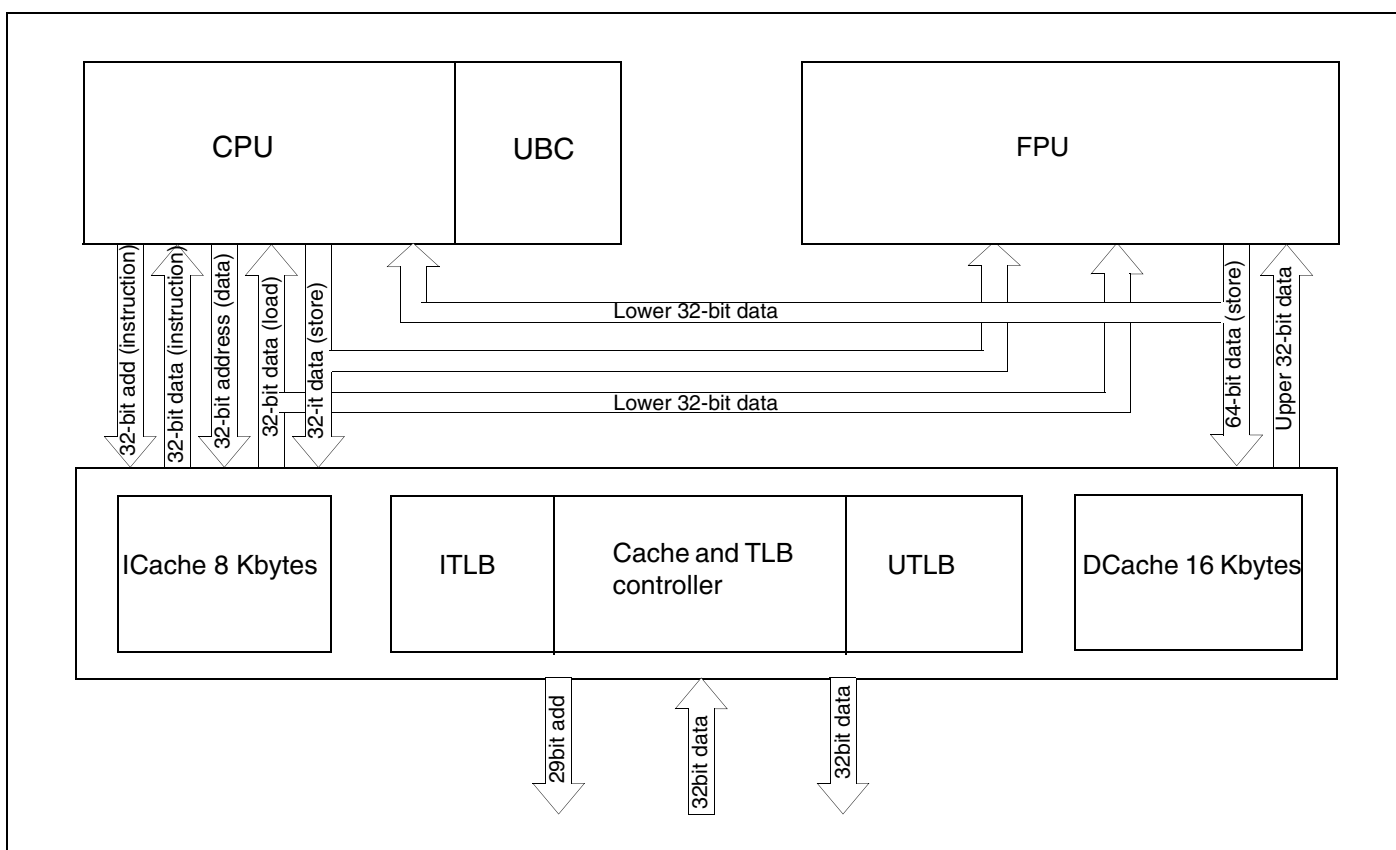 CPU
UBC
FPU
32-bit add (instruction)
32-bit data (instruction)
32-bit address (data)
32-bit data (load)
32-it data (store)
Lower 32-bit data
Lower 32-bit data
64-bit data (store)
Upper 32-bit data
ICache 8 Kbytes
ITLB
Cache and TLB
controller
UTLB
DCache 16 Kbytes
29bit add
32bit data
32bit data